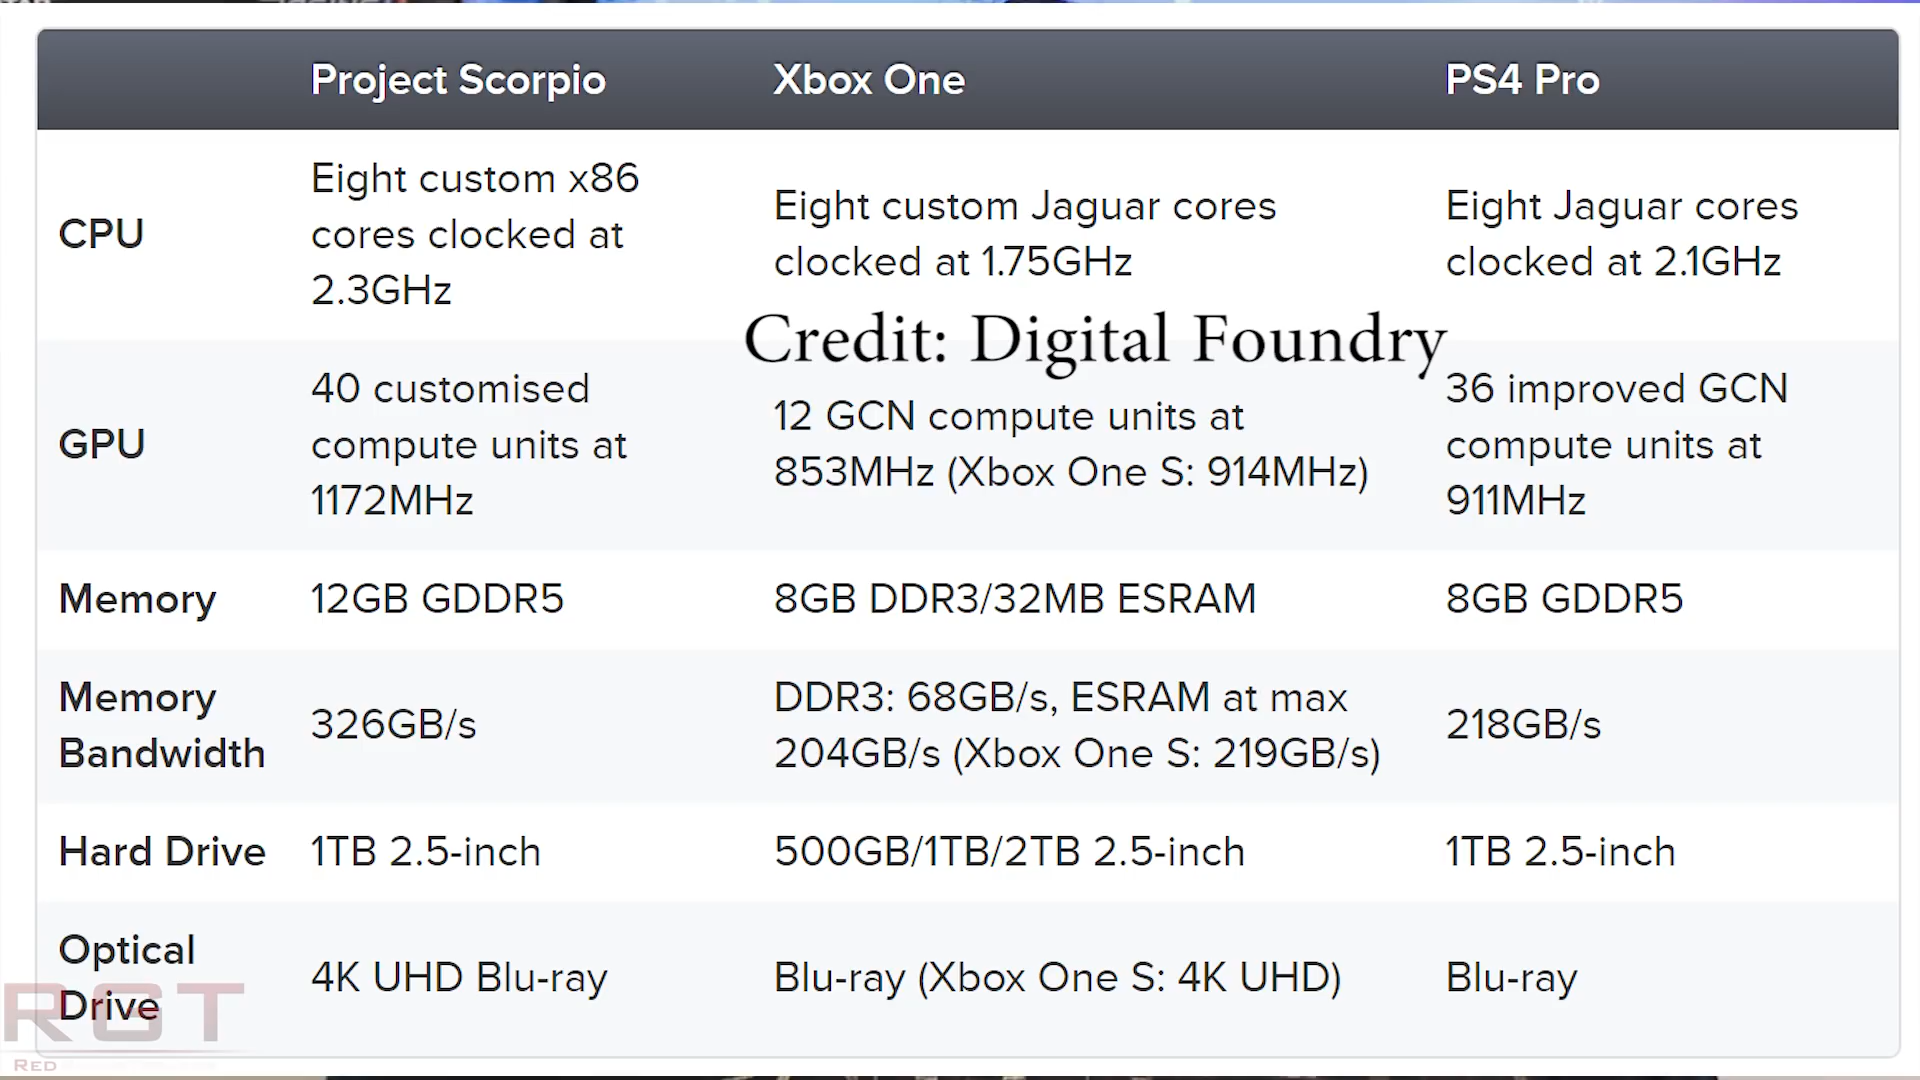 Project Scorpio Xbox One PS4 Pro
CPU
Eight custom x86
cores clocked at
2.3GHz
Eight custom Jaguar cores
clocked at 1.75GHz
Eight Jaguar cores
clocked at 2.1GHz
Credit: Digital Foundry
GPU
40 customised
compute units at
1172MHz
12 GCN compute units at
853MHz (Xbox One S: 914MHz)
36 improved GCN
compute units at
911MHz
Memory 12GB GDDR5 8GB DDR3/32MB ESRAM 8GB GDDR5
Memory
Bandwidth
326GB/s
DDR3: 68GB/s, ESRAM at max
204GB/s (Xbox One S: 219GB/s)
218GB/s
Hard Drive 1TB 2.5-inch 500GB/1TB/2TB 2.5-inch 1TB 2.5-inch
Optical
Drive
4K UHD Blu-ray
Blu-ray (Xbox One S: 4K UHD)
Blu-ray
RGT
RED